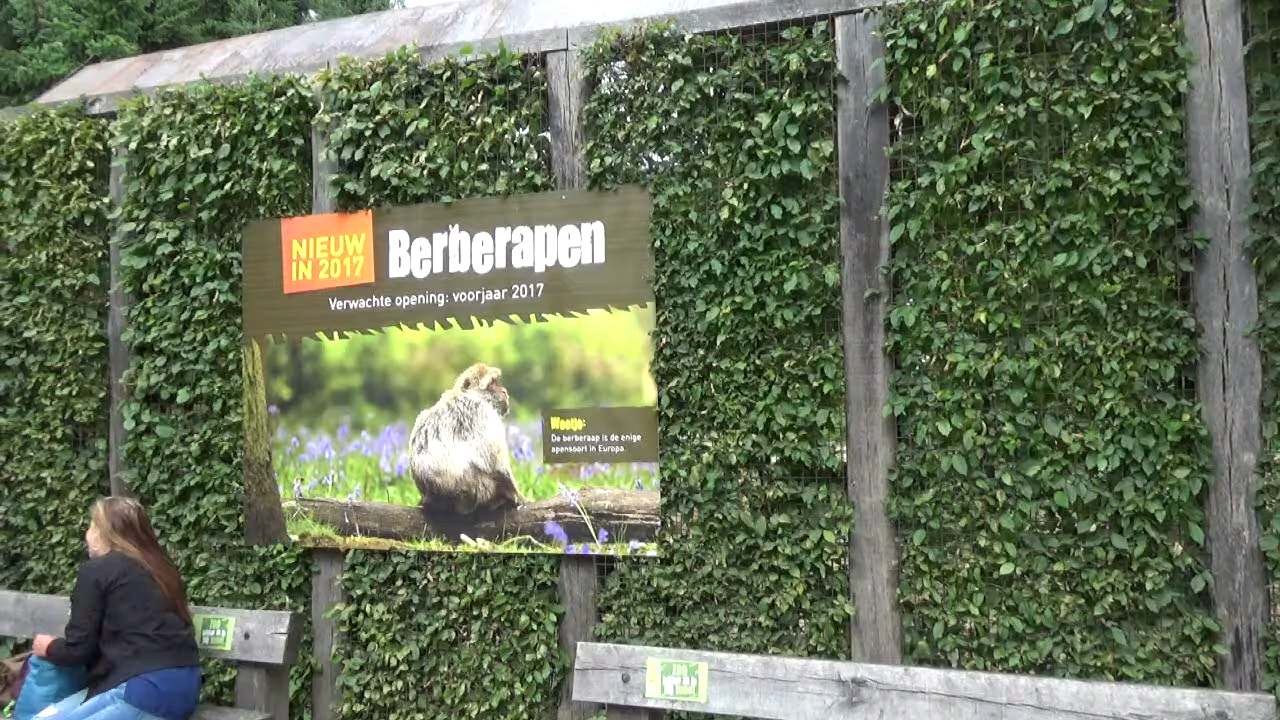 NIEUW
IN 2017
Berberapen
Verwachte opening: voorjaar 2017
Weetje:
De berberaap is de enige
apensoort in Europa.